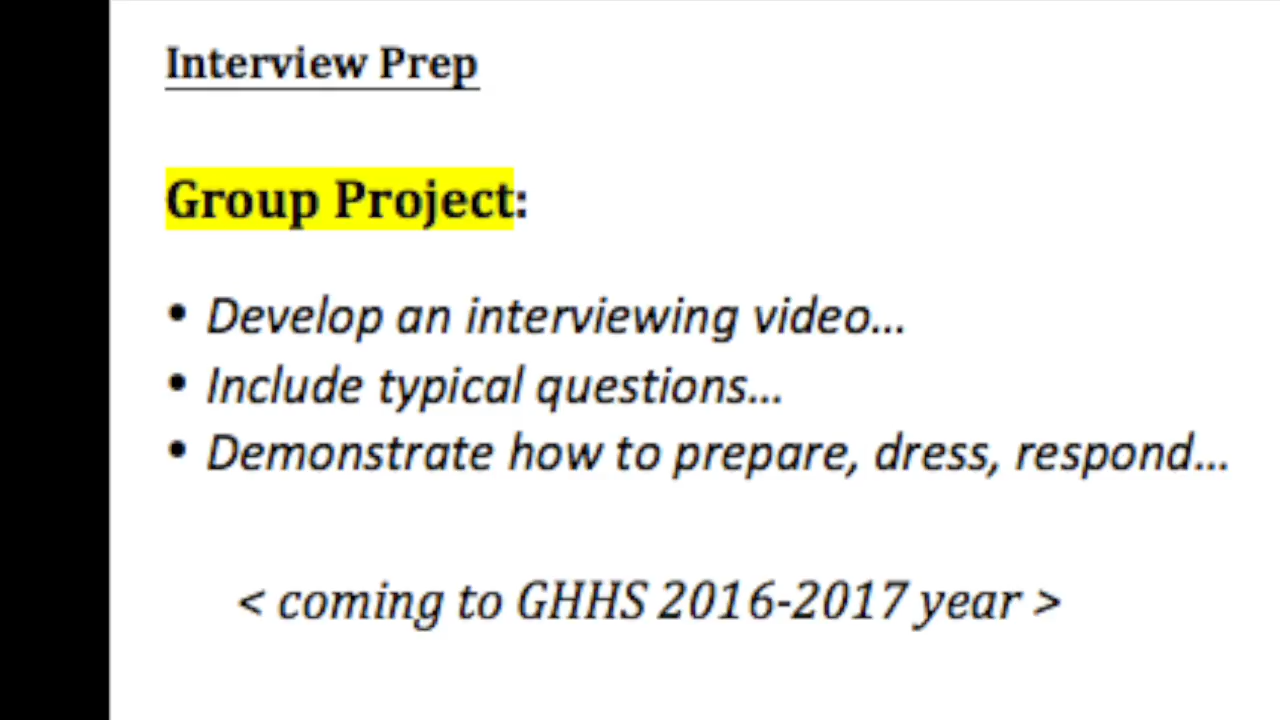 Interview Prep
Group Project:
• Develop an interviewing video...
• Include typical questions...
• Demonstrate how to prepare, dress, respond...
< coming to GHHS 2016-2017 year >